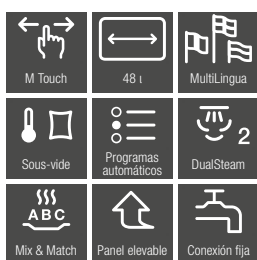 M Touch
48 l
MultiLingua
Sous-vide
Programas
automáticos
2
DualSteam
ABC
Mix & Match
Panel elevable
Conexión fija